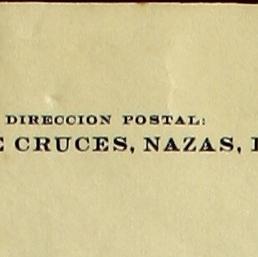 DIRECCION POSTAL:
CRUCES, NAZAS,